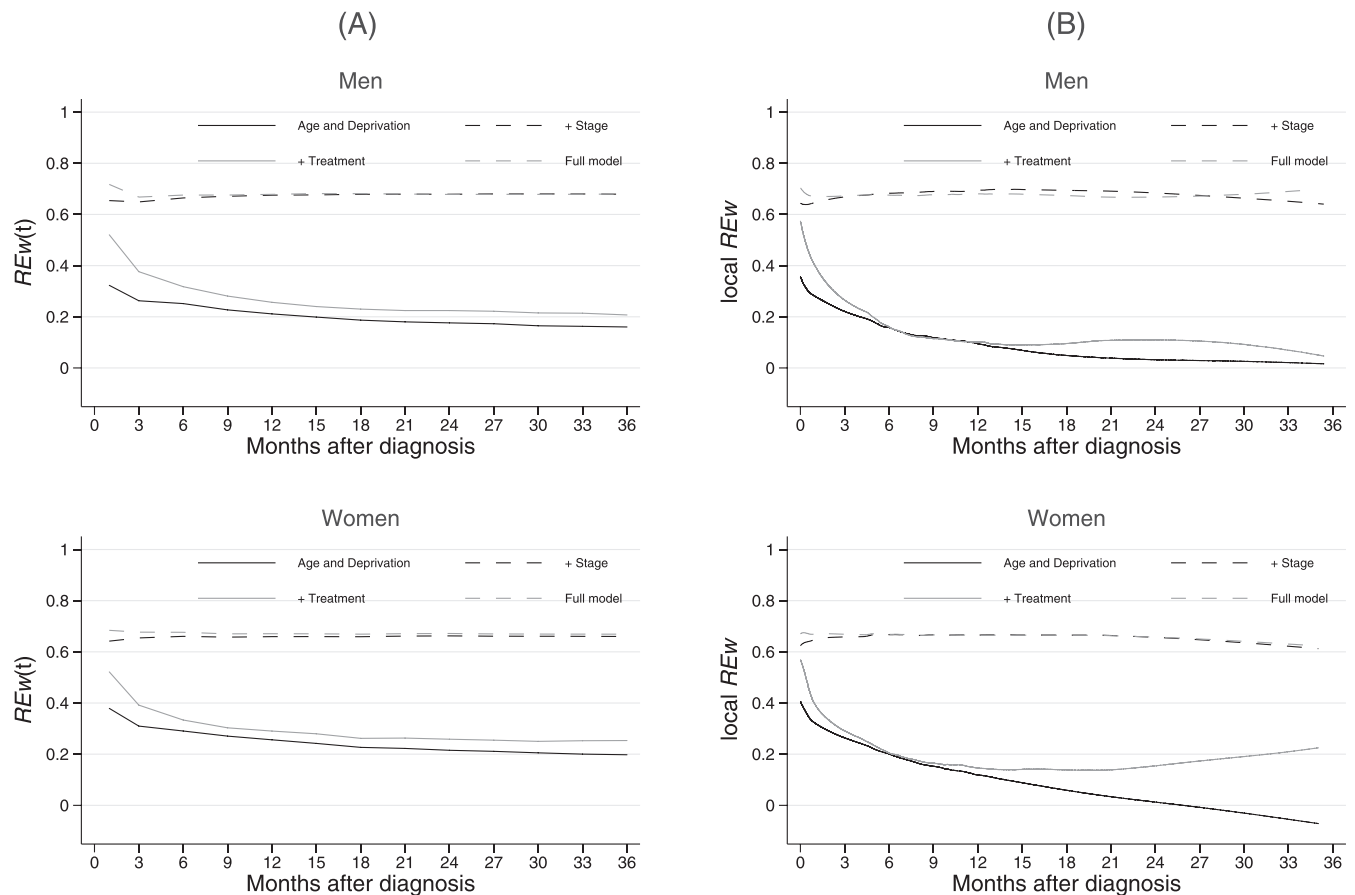 (A)
Men
1
0.8
0.6
0.4
0.2
0
REw(t)
Age and Deprivation
+ Stage
+ Treatment
Full model
0 3 6 9 12 15 18 21 24 27 30 33 36
Months after diagnosis
(B)
Men
1
0.8
0.6
0.4
0.2
0
local REw
Age and Deprivation
+ Stage
+ Treatment
Full model
0 3 6 9 12 15 18 21 24 27 30 33 36
Months after diagnosis
Women
1
0.8
0.6
0.4
0.2
0
REw(t)
Age and Deprivation
+ Stage
+ Treatment
Full model
0 3 6 9 12 15 18 21 24 27 30 33 36
Months after diagnosis
Women
1
0.8
0.6
0.4
0.2
0
local REw
Age and Deprivation
+ Stage
+ Treatment
Full model
0 3 6 9 12 15 18 21 24 27 30 33 36
Months after diagnosis